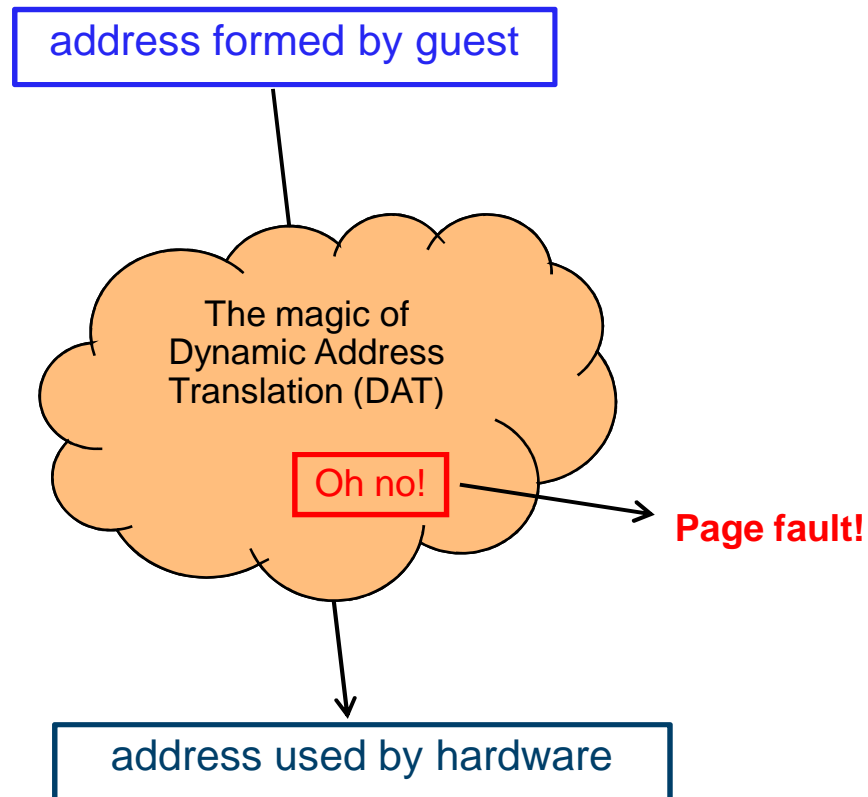 address formed by guest
The magic of
Dynamic Address
Translation (DAT)
Oh no!
Page fault!
address used by hardware